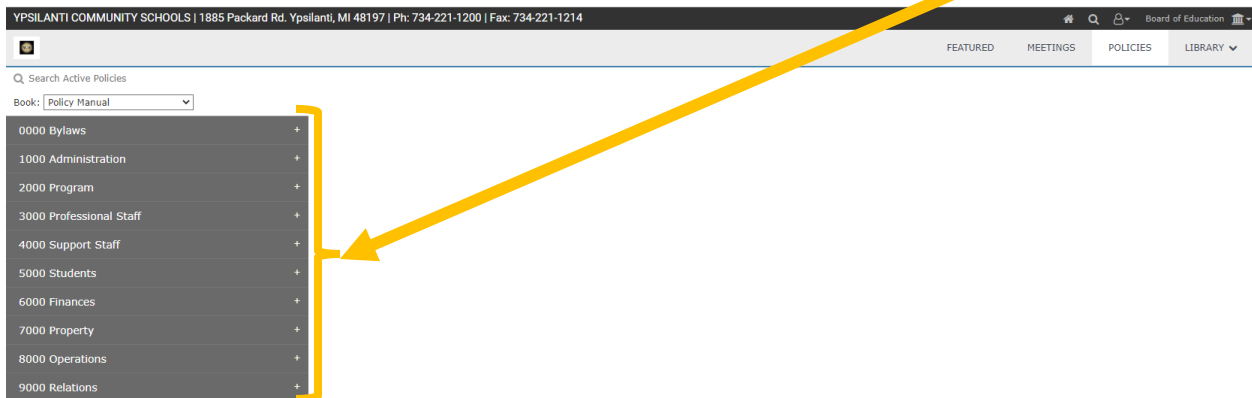 YPSILANTI COMMUNITY SCHOOLS | 1885 Packard Rd. Ypsilanti, MI 48197 | Ph: 734-221-1200 | Fax: 734-221-1214 Board of Education
FEATURED MEETINGS POLICIES LIBRARY
Search Active Policies
Book: Policy Manual
0000 Bylaws +
1000 Administration +
2000 Program +
3000 Professional Staff +
4000 Support Staff +
5000 Students +
6000 Finances +
7000 Property +
8000 Operations +
9000 Relations +